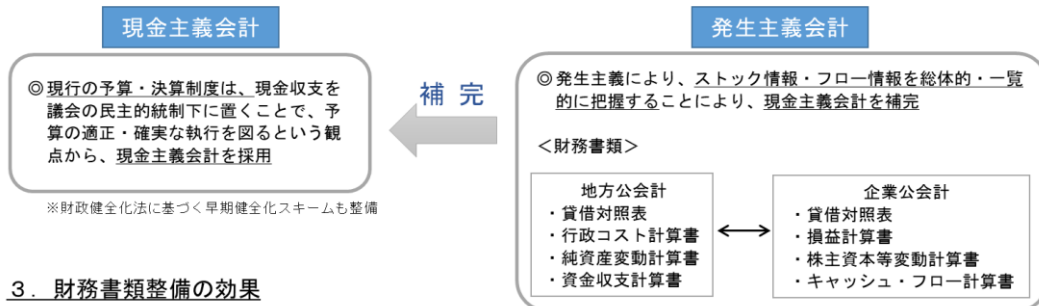 現金主義会計
◎現行の予算・決算制度は、現金収支を
議会の民主的統制下に置くことで、予
算の適正・確実な執行を図るという観
点から、現金主義会計を採用
※財政健全化法に基づく早期健全化スキームも整備
補 完
発生主義会計
◎発生主義により、ストック情報・フロー情報を総体的・一覧
的に把握することにより、現金主義会計を補完
＜財務書類＞
地方公会計
・貸借対照表
・行政コスト計算書
・純資産変動計算書
・資金収支計算書
企業公会計
・貸借対照表
・損益計算書
・株主資本等変動計算書
・キャッシュ・フロー計算書
３．財務書類整備の効果